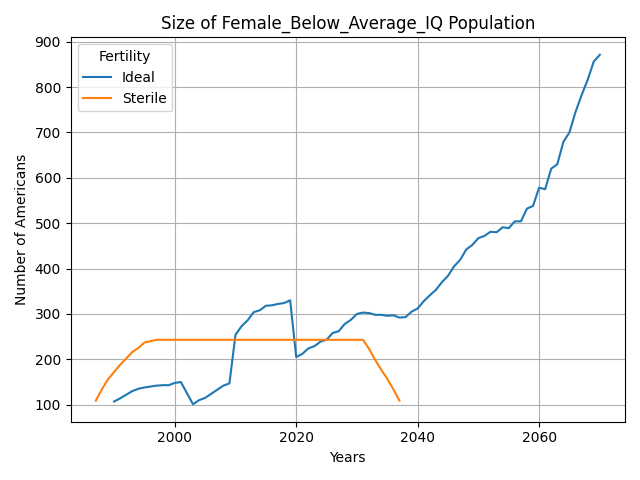 Size of Female_Below_Average_IQ Population
Fertility
Ideal
Sterile
Number of Americans
900
800
700
600
500
400
300
200
100
2000
2020
2040
2060
Years